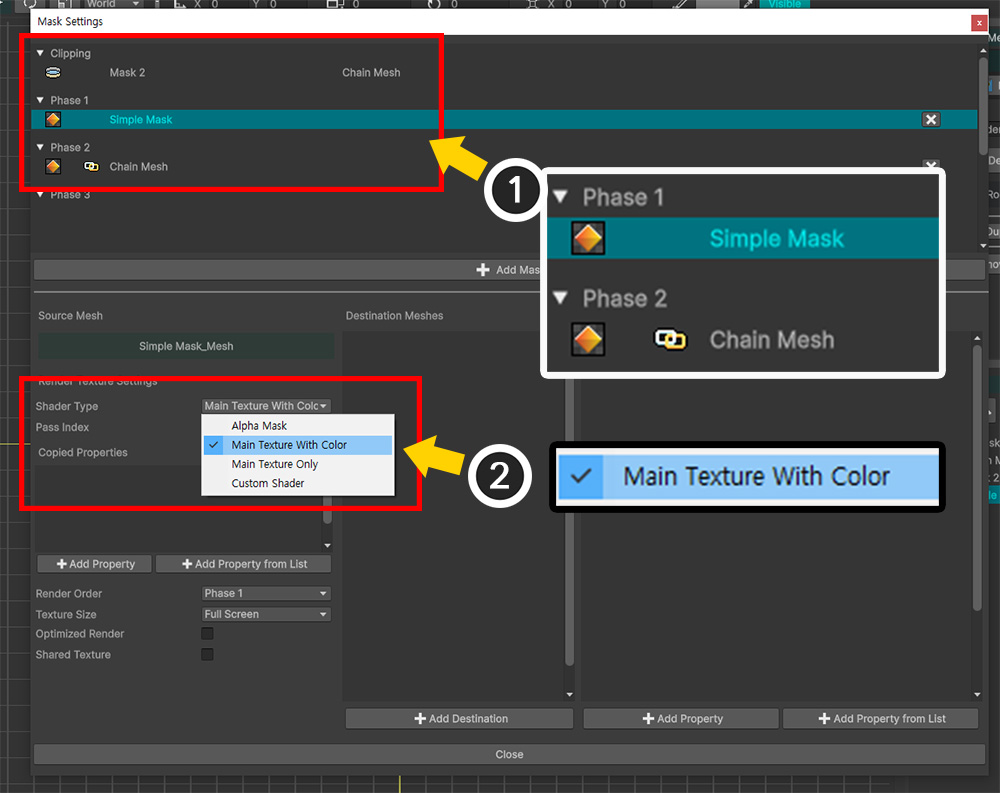 World
X 0
Y 0
0
0
X 0
Y 0
0
Visible
Mask Settings
x
Clipping
Mask 2 Chain Mesh
Phase 1
Simple Mask
Phase 2
Chain Mesh
Phase 3
1
Phase 1
Simple Mask
Phase 2
Chain Mesh
Add Mas
Source Mesh
Destination Meshes
Simple Mask_Mesh
Render Texture Settings
Shader Type Main Texture With Colc
Pass Index
Copied Properties
Alpha Mask
Main Texture With Color
Main Texture Only
Custom Shader
2
Main Texture With Color
Add Property
Add Property from List
Render Order Phase 1
Texture Size Full Screen
Optimized Render
Shared Texture
Add Destination
Add Property
Add Property from List
Close